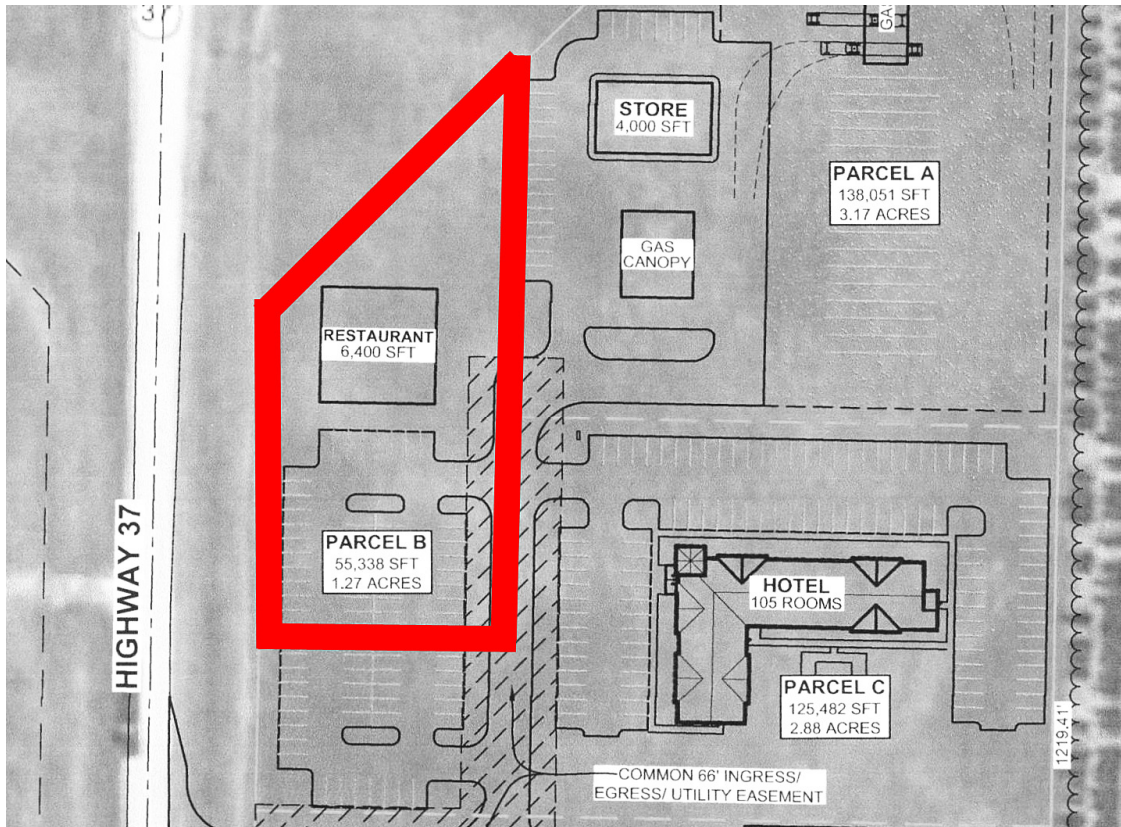 37
GAS
STORE
4,000 SFT
PARCEL A
138,051 SFT
3.17 ACRES
GAS
CANOPY
RESTAURANT
6,400 SFT
HIGHWAY 37
PARCEL B
55,338 SFT
1.27 ACRES
HOTEL
105 ROOMS
PARCEL C
125,482 SFT
2.88 ACRES
1219.41'
COMMON 66' INGRESS/
EGRESS/ UTILITY EASEMENT